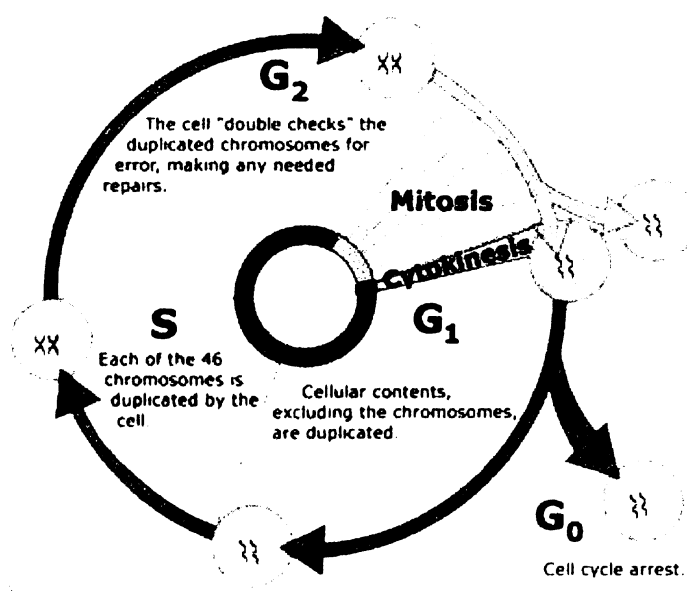 G2
The cell "double checks" the
duplicated chromosomes for
error, making any needed
repairs.
Mitosis
Cytokinesis
S
Each of the 46
chromosomes is
duplicated by the
cell.
G1
Cellular contents,
excluding the chromosomes,
are duplicated.
G0
Cell cycle arrest.